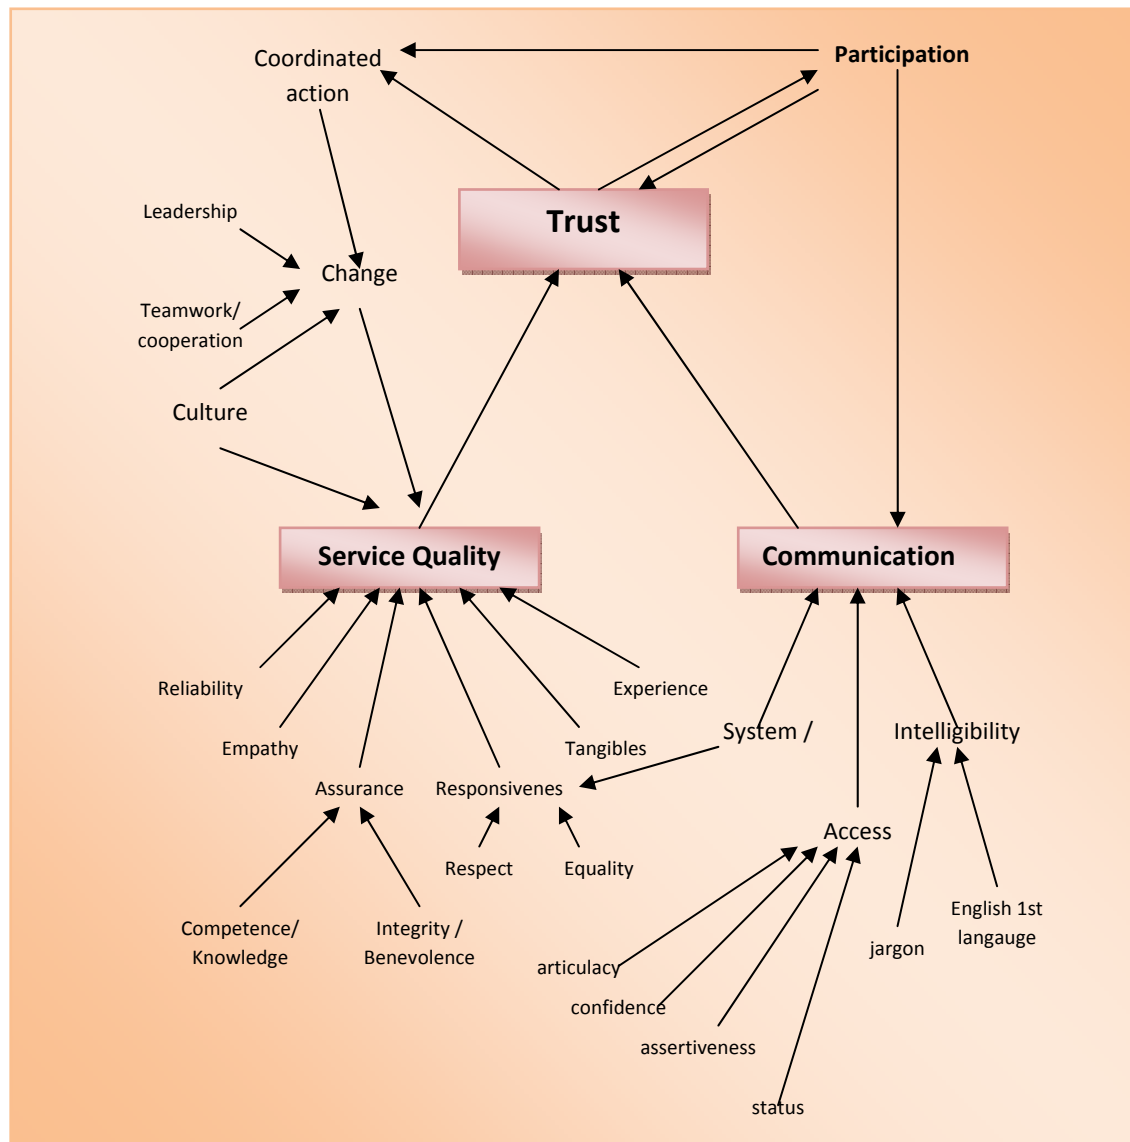 Coordinated
action
Participation
Leadership
Trust
Change
Teamwork/
cooperation
Culture
Service Quality
Communication
Reliability
Experience
Empathy
Tangibles
System /
Intelligibility
Assurance
Responsivenes
Access
Respect
Equality
English 1st
langauge
Competence/
Knowledge
Integrity /
Benevolence
jargon
articulacy
confidence
assertiveness
status